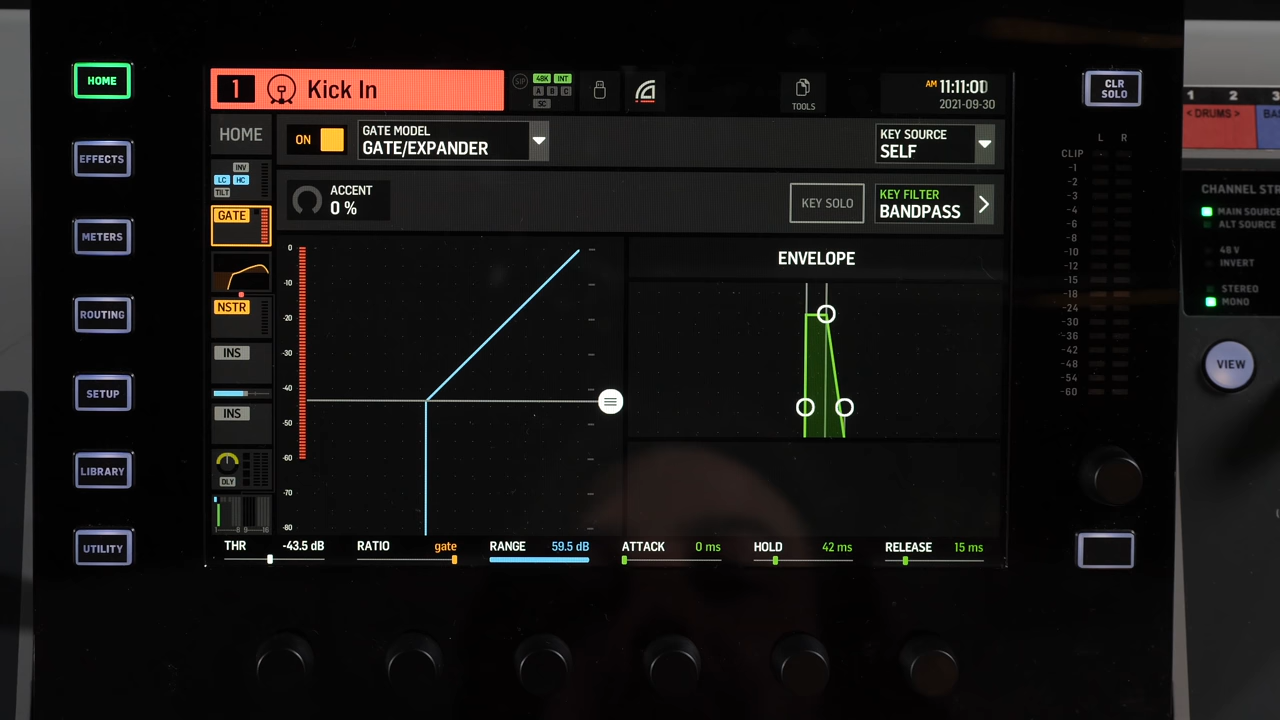 HOME
EFFECTS
METERS
ROUTING
SETUP
LIBRARY
UTILITY
1 Kick In
SIP
48K INT
A B C
SC
TOOLS
AM 11:11:00
2021-09-30
HOME
INV
LC HC
TILT
GATE
NSTR
INS
INS
DLY
1 8 9 16
ON
GATE MODEL
GATE/EXPANDER
KEY SOURCE
SELF
ACCENT
0 %
KEY SOLO
KEY FILTER
BANDPASS
0
-10
-20
-30
-40
-50
-60
-70
-80
ENVELOPE
THR -43.5 dB
RATIO gate
RANGE 59.5 dB
ATTACK 0 ms
HOLD 42 ms
RELEASE 15 ms
CLR
SOLO
L R
CLIP
-1
-2
-3
-4
-6
-8
-10
-12
-15
-18
-24
-30
-36
-42
-48
-54
-60
1 2 3
< DRUMS >
CHANNEL
MAIN
ALT SOURCE
48 V
INVERT
STEREO
MONO
VIEW